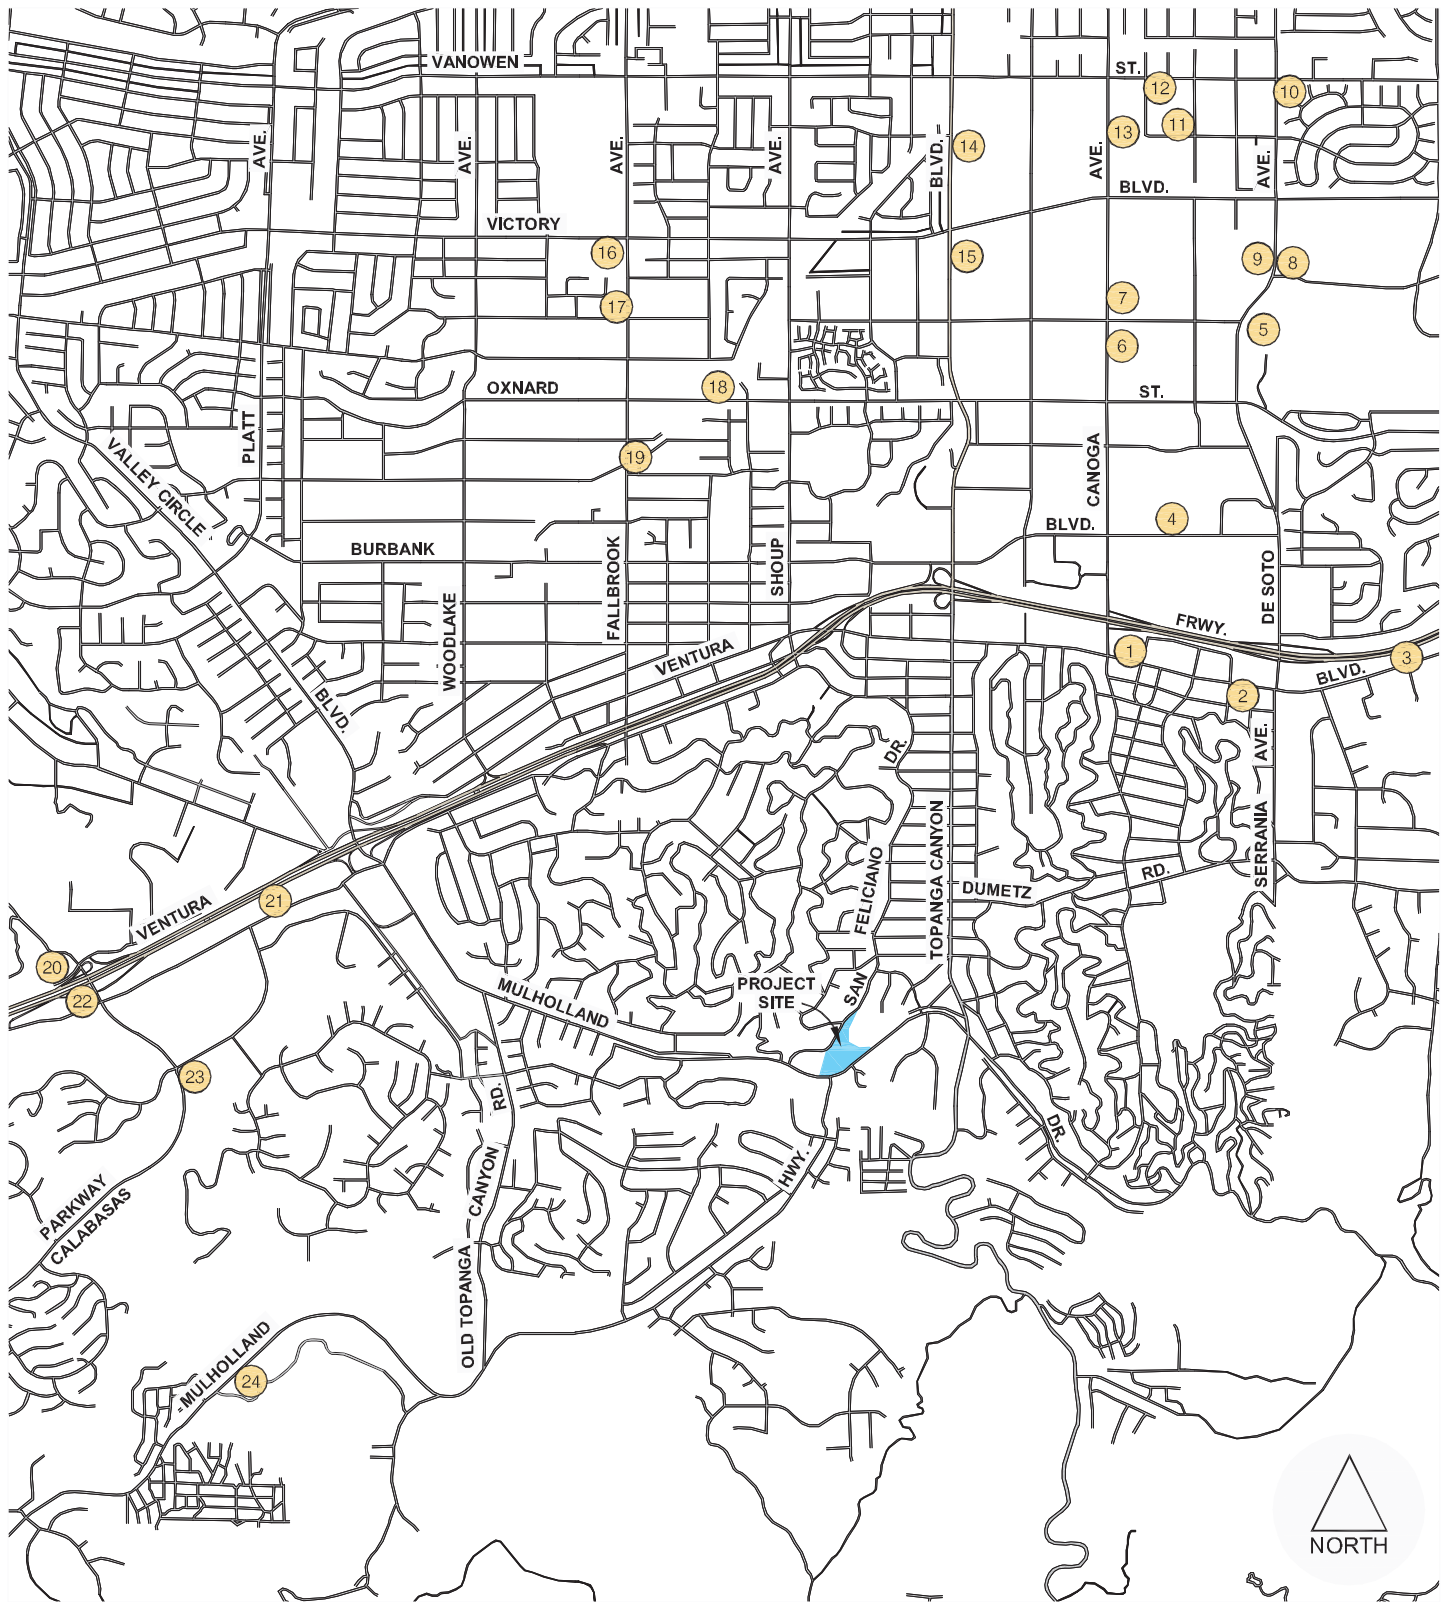 VANOWEN
ST.
12
10
11
13
14
AVE.
AVE.
AVE.
AVE.
BLVD.
AVE.
AVE.
BLVD.
VICTORY
16
15
9
8
7
17
5
6
18
OXNARD
ST.
PLATT
19
CANOGA
VALLEY CIRCLE
4
BLVD.
BURBANK
FALLBROOK
SHOUP
DE SOTO
WOODLAKE
FRWY.
1
3
VENTURA
BLVD.
2
BLVD.
DR.
AVE.
TOPANGA CANYON
SERRANIA
FELICIANO
RD.
DUMETZ
21
VENTURA
20
22
MULHOLLAND
PROJECT
SITE
SAN
23
RD.
DR.
HWY.
CANYON
PARKWAY
CALABASAS
OLD TOPANGA
MULHOLLAND
24
NORTH